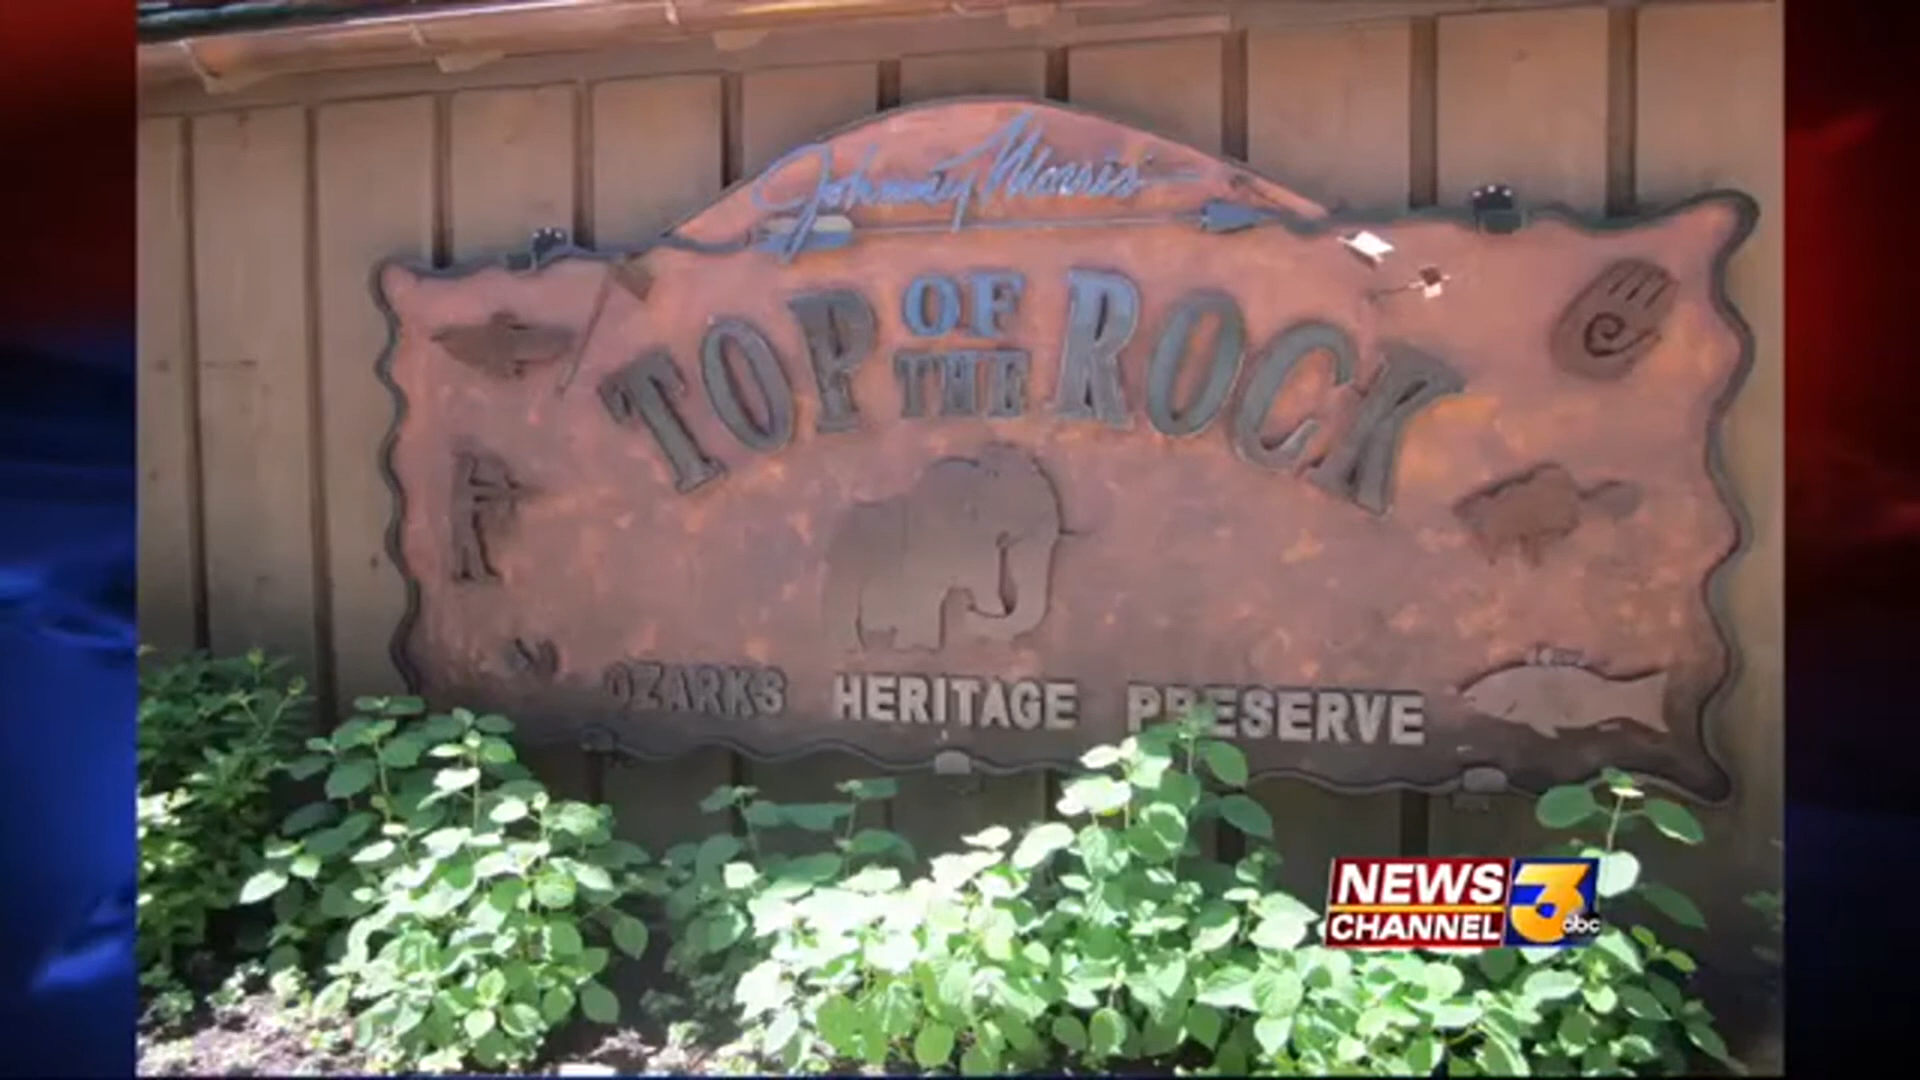 Johnny Morris
TOP OF THE ROCK
OZARKS HERITAGE PRESERVE
NEWS CHANNEL 3 abc